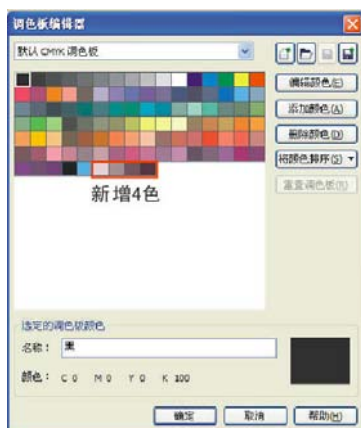 调色板编辑器
默认 CMYK 调色板
编辑颜色(E)
添加颜色(A)
删除颜色(D)
将颜色排序(S)
重置调色板(R)
新增4色
选定的调色板颜色
名称： 黑
颜色： C 0 M 0 Y 0 K 100
确定 取消 帮助(H)